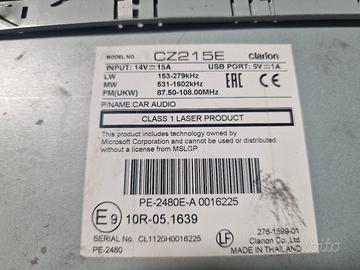 MODEL NO. CZ215E clarion
INPUT: 14V⎓15A USB PORT: 5V⎓1A
LW 153-279kHz
MW 531-1602kHz
FM(UKW) 87.50-108.00MHz
EAC CE
P/NAME: CAR AUDIO
CLASS 1 LASER PRODUCT
This product includes technology owned by
Microsoft Corporation and cannot be used or
distributed without a license from MSLGP.
PE-2480E-A 0016225
E9 10R-05.1639
SERIAL No. CL1120H0016225
PE-2480
LF
276-1599-01
Clarion Co.,Ltd.
MADE IN THAILAND
subito